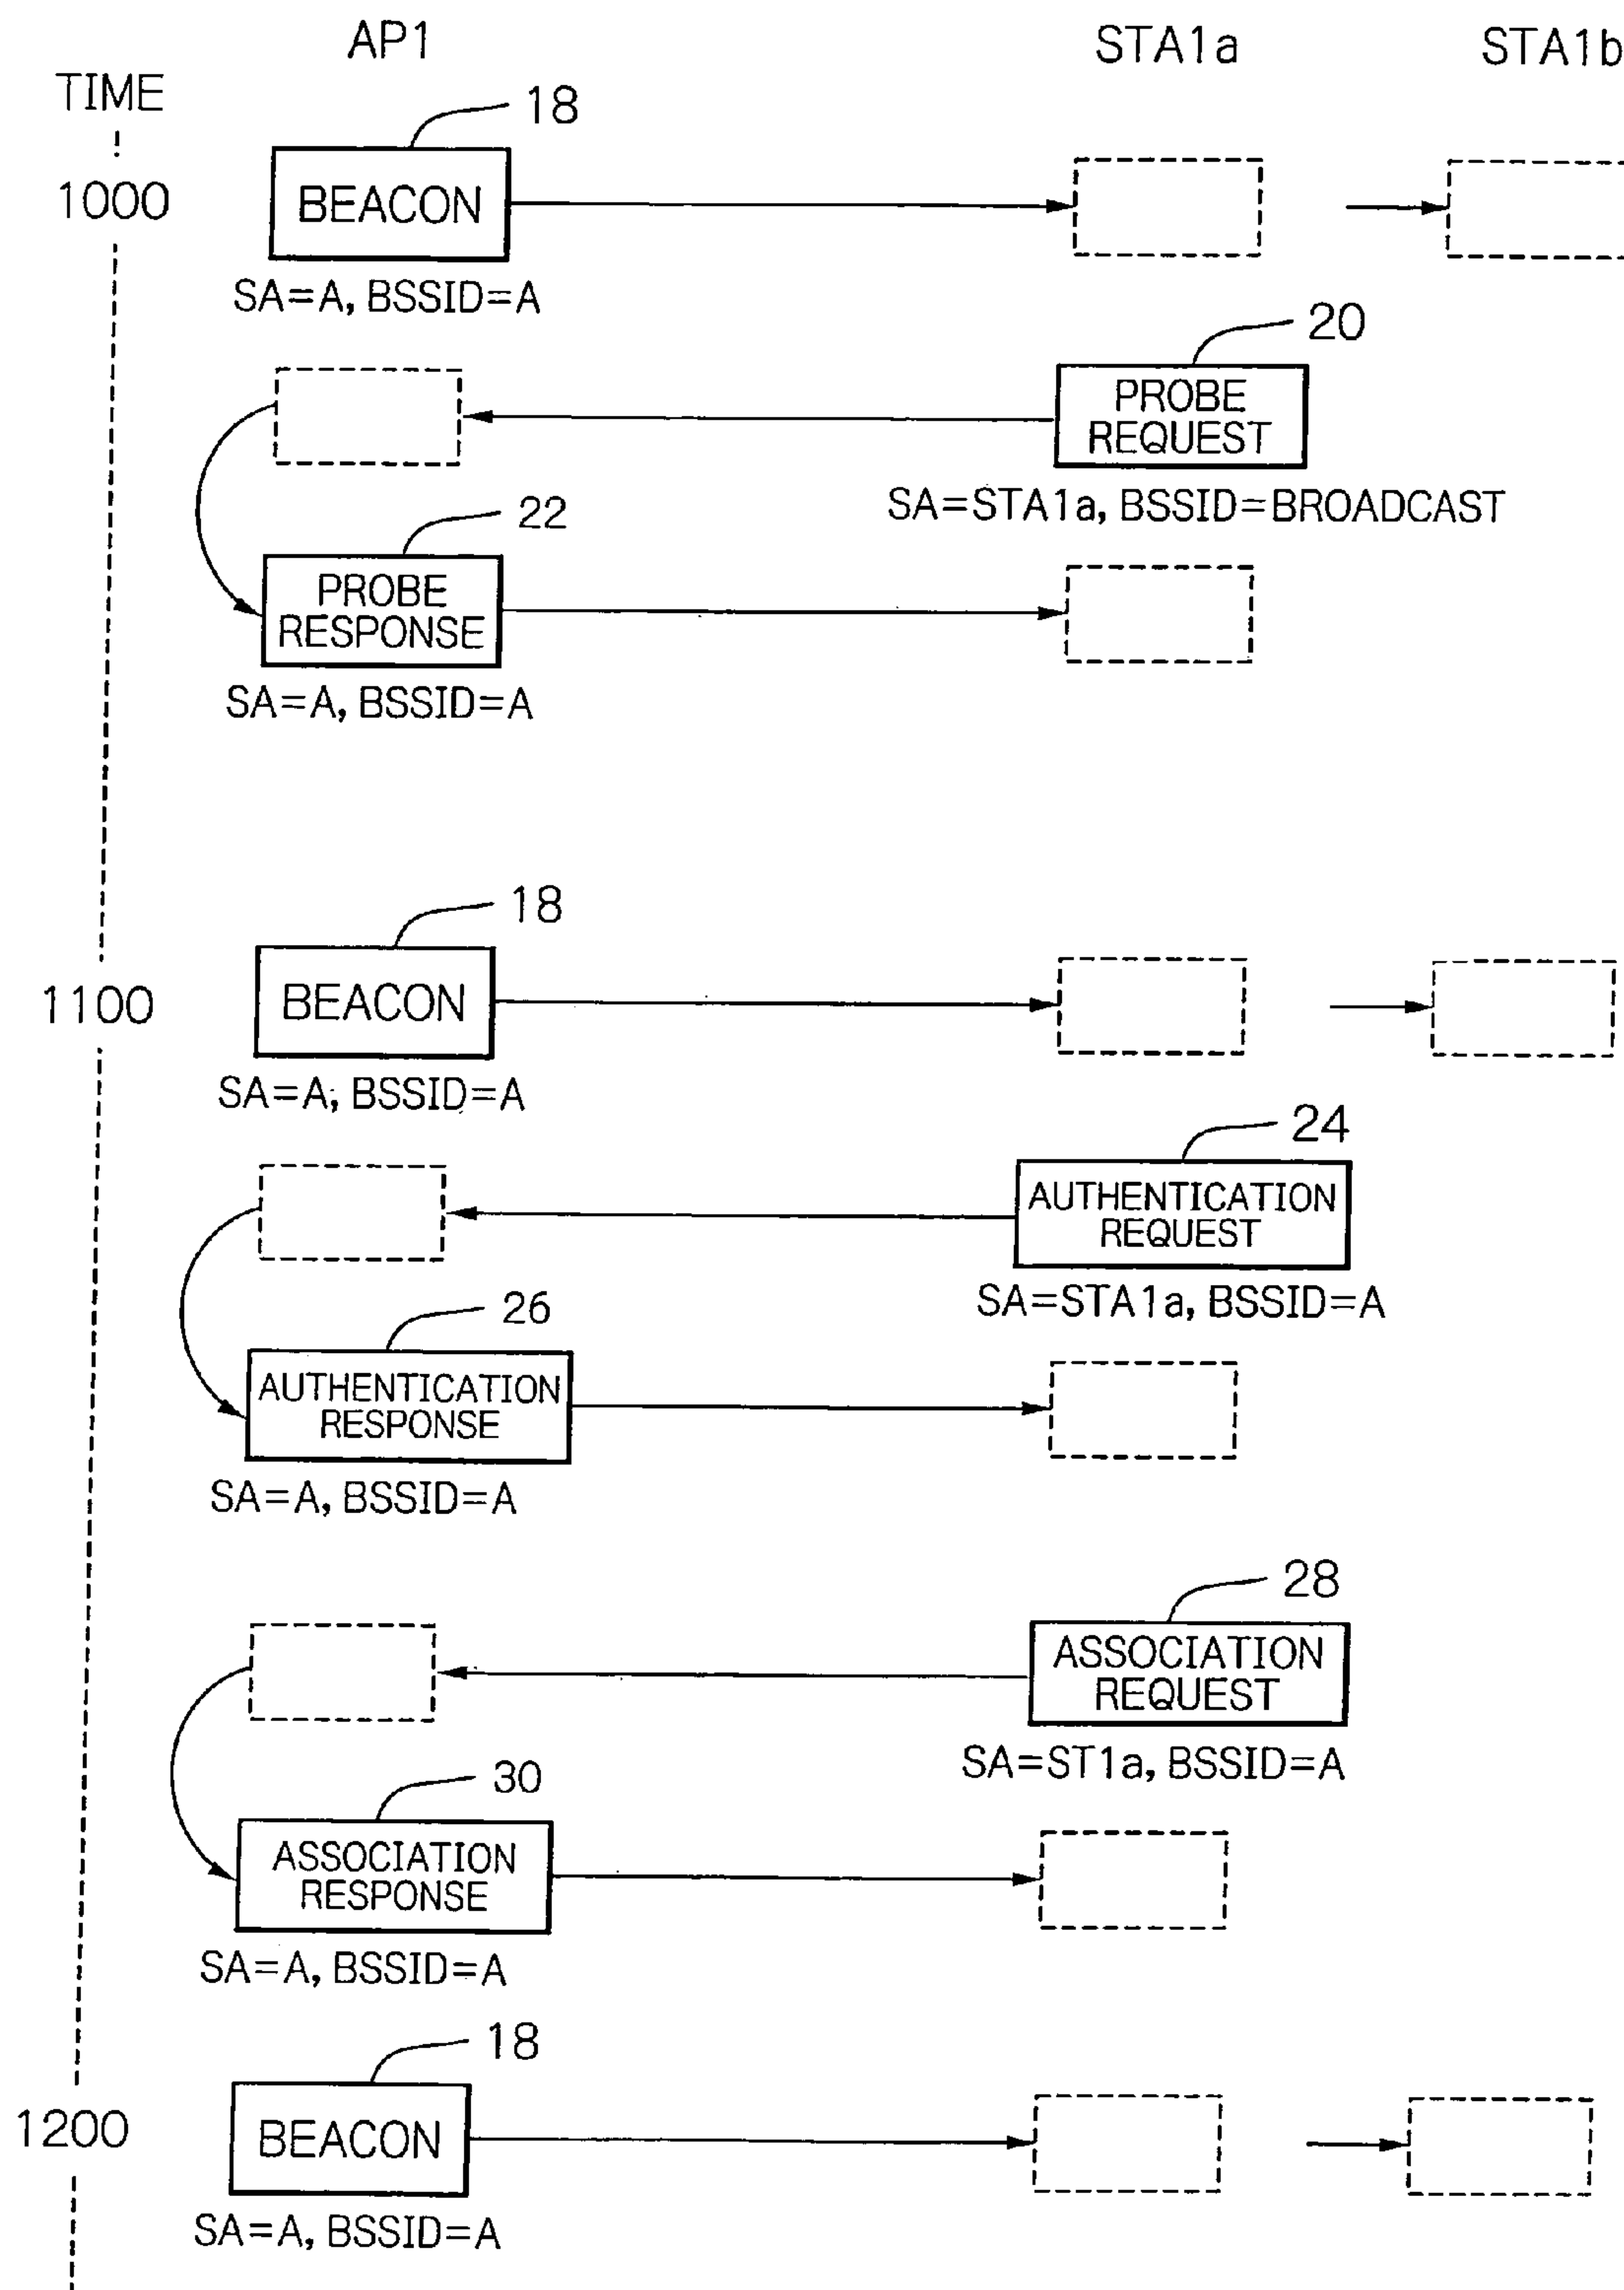 AP1
STA1a
STA1b
TIME
18
1000
BEACON
SA=A, BSSID=A
20
PROBE
REQUEST
SA=STA1a, BSSID=BROADCAST
22
PROBE
RESPONSE
SA=A, BSSID=A
18
1100
BEACON
SA=A, BSSID=A
24
AUTHENTICATION
REQUEST
SA=STA1a, BSSID=A
26
AUTHENTICATION
RESPONSE
SA=A, BSSID=A
28
ASSOCIATION
REQUEST
SA=ST1a, BSSID=A
30
ASSOCIATION
RESPONSE
SA=A, BSSID=A
18
1200
BEACON
SA=A, BSSID=A